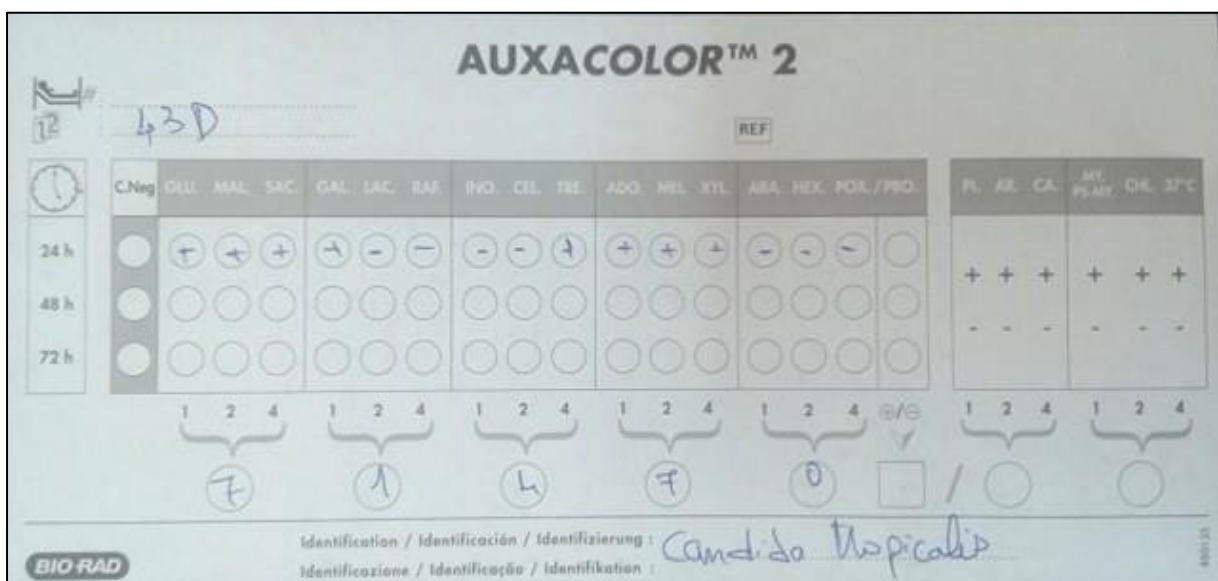 AUXACOLOR™ 2
12 43D
REF
C.Neg GLU. MAL. SAC. GAL. LAC. RAF. INO. CEL. TRE. ADO. MEL. XYL. ARA. HEX. POX./PRO. PL. AR. CA. MY. PS-MY. CHL. 37°C
24 h + + + + - - - - + + + + - - -
+ + + + + +
48 h
- - - - - -
72 h
1 2 4 1 2 4 1 2 4 1 2 4 1 2 4 ⊕/⊖ 1 2 4 1 2 4
7 1 4 7 0 /
Identification / Identificación / Identifizierung : Candida tropicalis
Identificazione / Identificação / Identifikation :
BIO-RAD